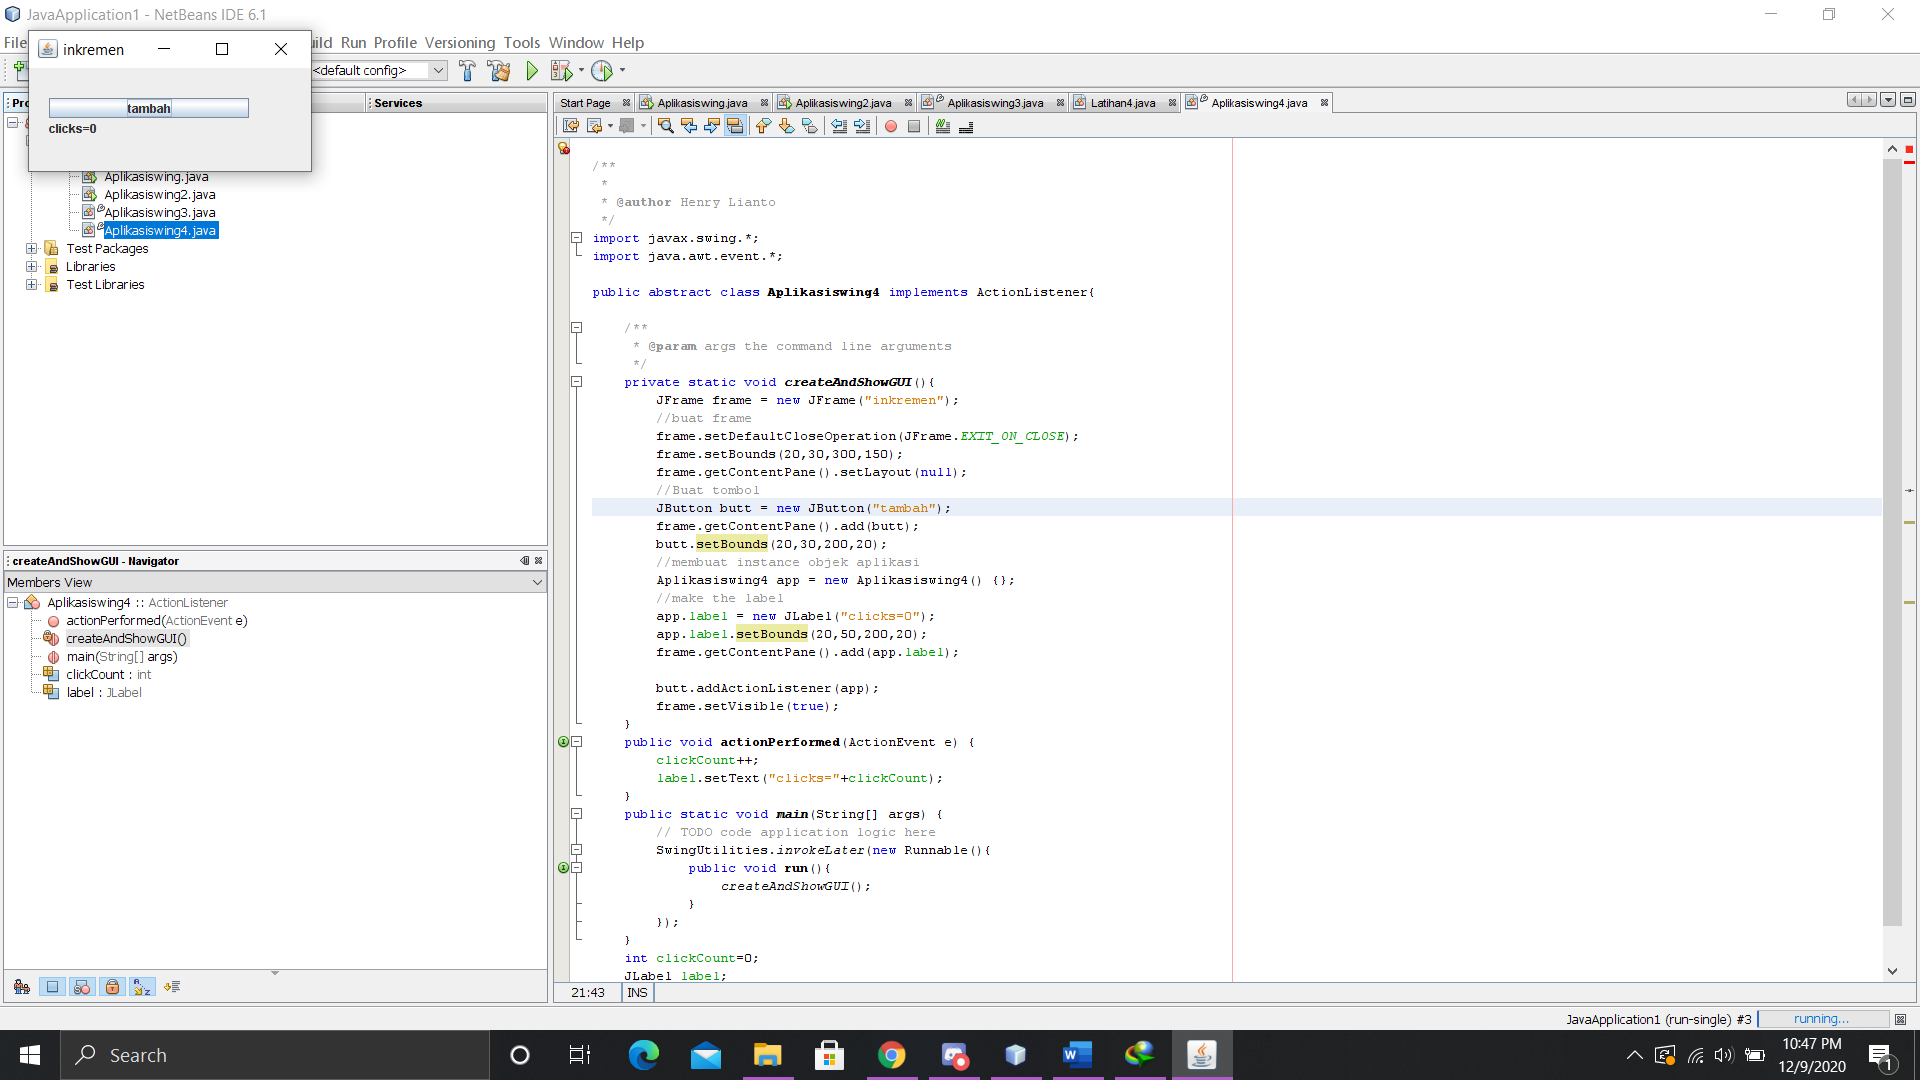 JavaApplication1 - NetBeans IDE 6.1
inkremen
tambah
clicks=0
File
uild Run Profile Versioning Tools Window Help
<default config>
Services
Aplikasiswing.java
Aplikasiswing2.java
Aplikasiswing3.java
Aplikasiswing4.java
Test Packages
Libraries
Test Libraries
createAndShowGUI - Navigator
Members View
Aplikasiswing4 :: ActionListener
actionPerformed(ActionEvent e)
createAndShowGUI()
main(String[] args)
clickCount : int
label : JLabel
Start Page Aplikasiswing.java Aplikasiswing2.java Aplikasiswing3.java Latihan4.java Aplikasiswing4.java
/**
*
* @author Henry Lianto
*/
import javax.swing.*;
import java.awt.event.*;
public abstract class Aplikasiswing4 implements ActionListener{
/**
* @param args the command line arguments
*/
private static void createAndShowGUI(){
JFrame frame = new JFrame("inkremen");
//buat frame
frame.setDefaultCloseOperation(JFrame.EXIT_ON_CLOSE);
frame.setBounds(20,30,300,150);
frame.getContentPane().setLayout(null);
//Buat tombol
JButton butt = new JButton("tambah");
frame.getContentPane().add(butt);
butt.setBounds(20,30,200,20);
//membuat instance objek aplikasi
Aplikasiswing4 app = new Aplikasiswing4() {};
//make the label
app.label = new JLabel("clicks=0");
app.label.setBounds(20,50,200,20);
frame.getContentPane().add(app.label);
butt.addActionListener(app);
frame.setVisible(true);
}
public void actionPerformed(ActionEvent e) {
clickCount++;
label.setText("clicks="+clickCount);
}
public static void main(String[] args) {
// TODO code application logic here
SwingUtilities.invokeLater(new Runnable(){
public void run(){
createAndShowGUI();
}
});
}
int clickCount=0;
JLabel label;
21:43 INS
JavaApplication1 (run-single) #3 running...
Search
10:47 PM
12/9/2020
1